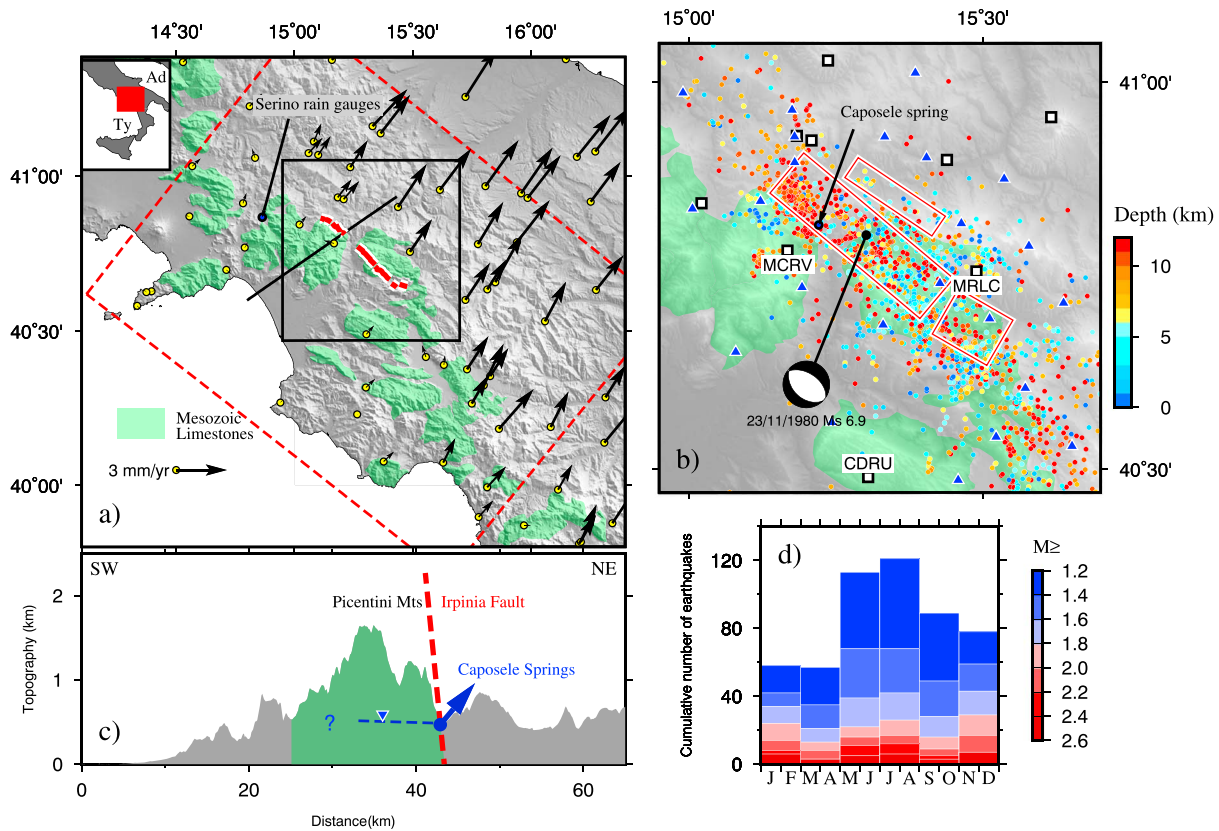 14°30'
15°00'
15°30'
16°00'
Ad
Ty
Serino rain gauges
41°00'
40°30'
40°00'
Mesozoic
Limestones
3 mm/yr
a)
15°00'
15°30'
41°00'
40°30'
Caposele spring
MCRV
MRLC
23/11/1980 Ms 6.9
CDRU
b)
Depth (km)
10
5
0
SW
NE
2
1
0
Topography (km)
Picentini Mts
Irpinia Fault
Caposele Springs
?
c)
0
20
40
60
Distance(km)
d)
Cumulative number of earthquakes
120
80
40
0
J F M A M J J A S O N D
M≥
1.2
1.4
1.6
1.8
2.0
2.2
2.4
2.6